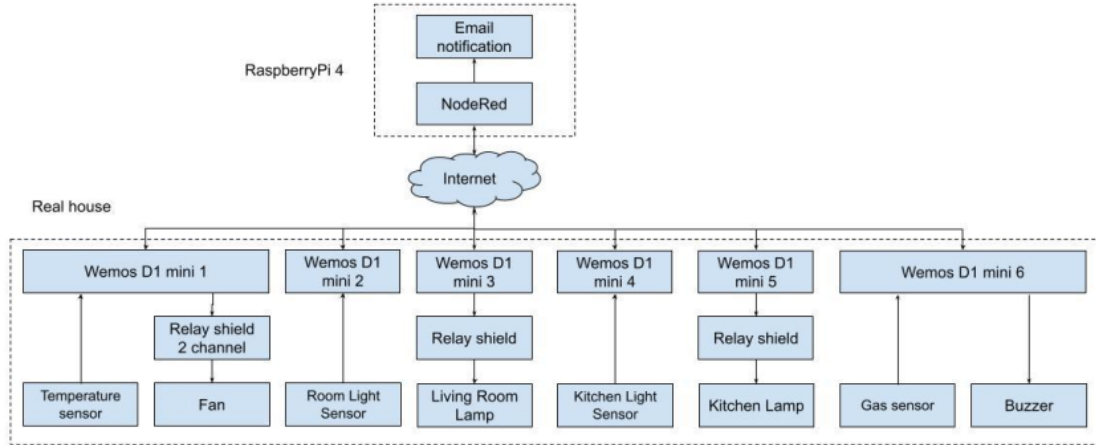 Email
notification
RaspberryPi 4
NodeRed
Internet
Real house
Wemos D1 mini 1
Wemos D1
mini 2
Wemos D1
mini 3
Wemos D1
mini 4
Wemos D1
mini 5
Wemos D1 mini 6
Relay shield
2 channel
Relay shield
Relay shield
Temperature
sensor
Fan
Room Light
Sensor
Living Room
Lamp
Kitchen Light
Sensor
Kitchen Lamp
Gas sensor
Buzzer